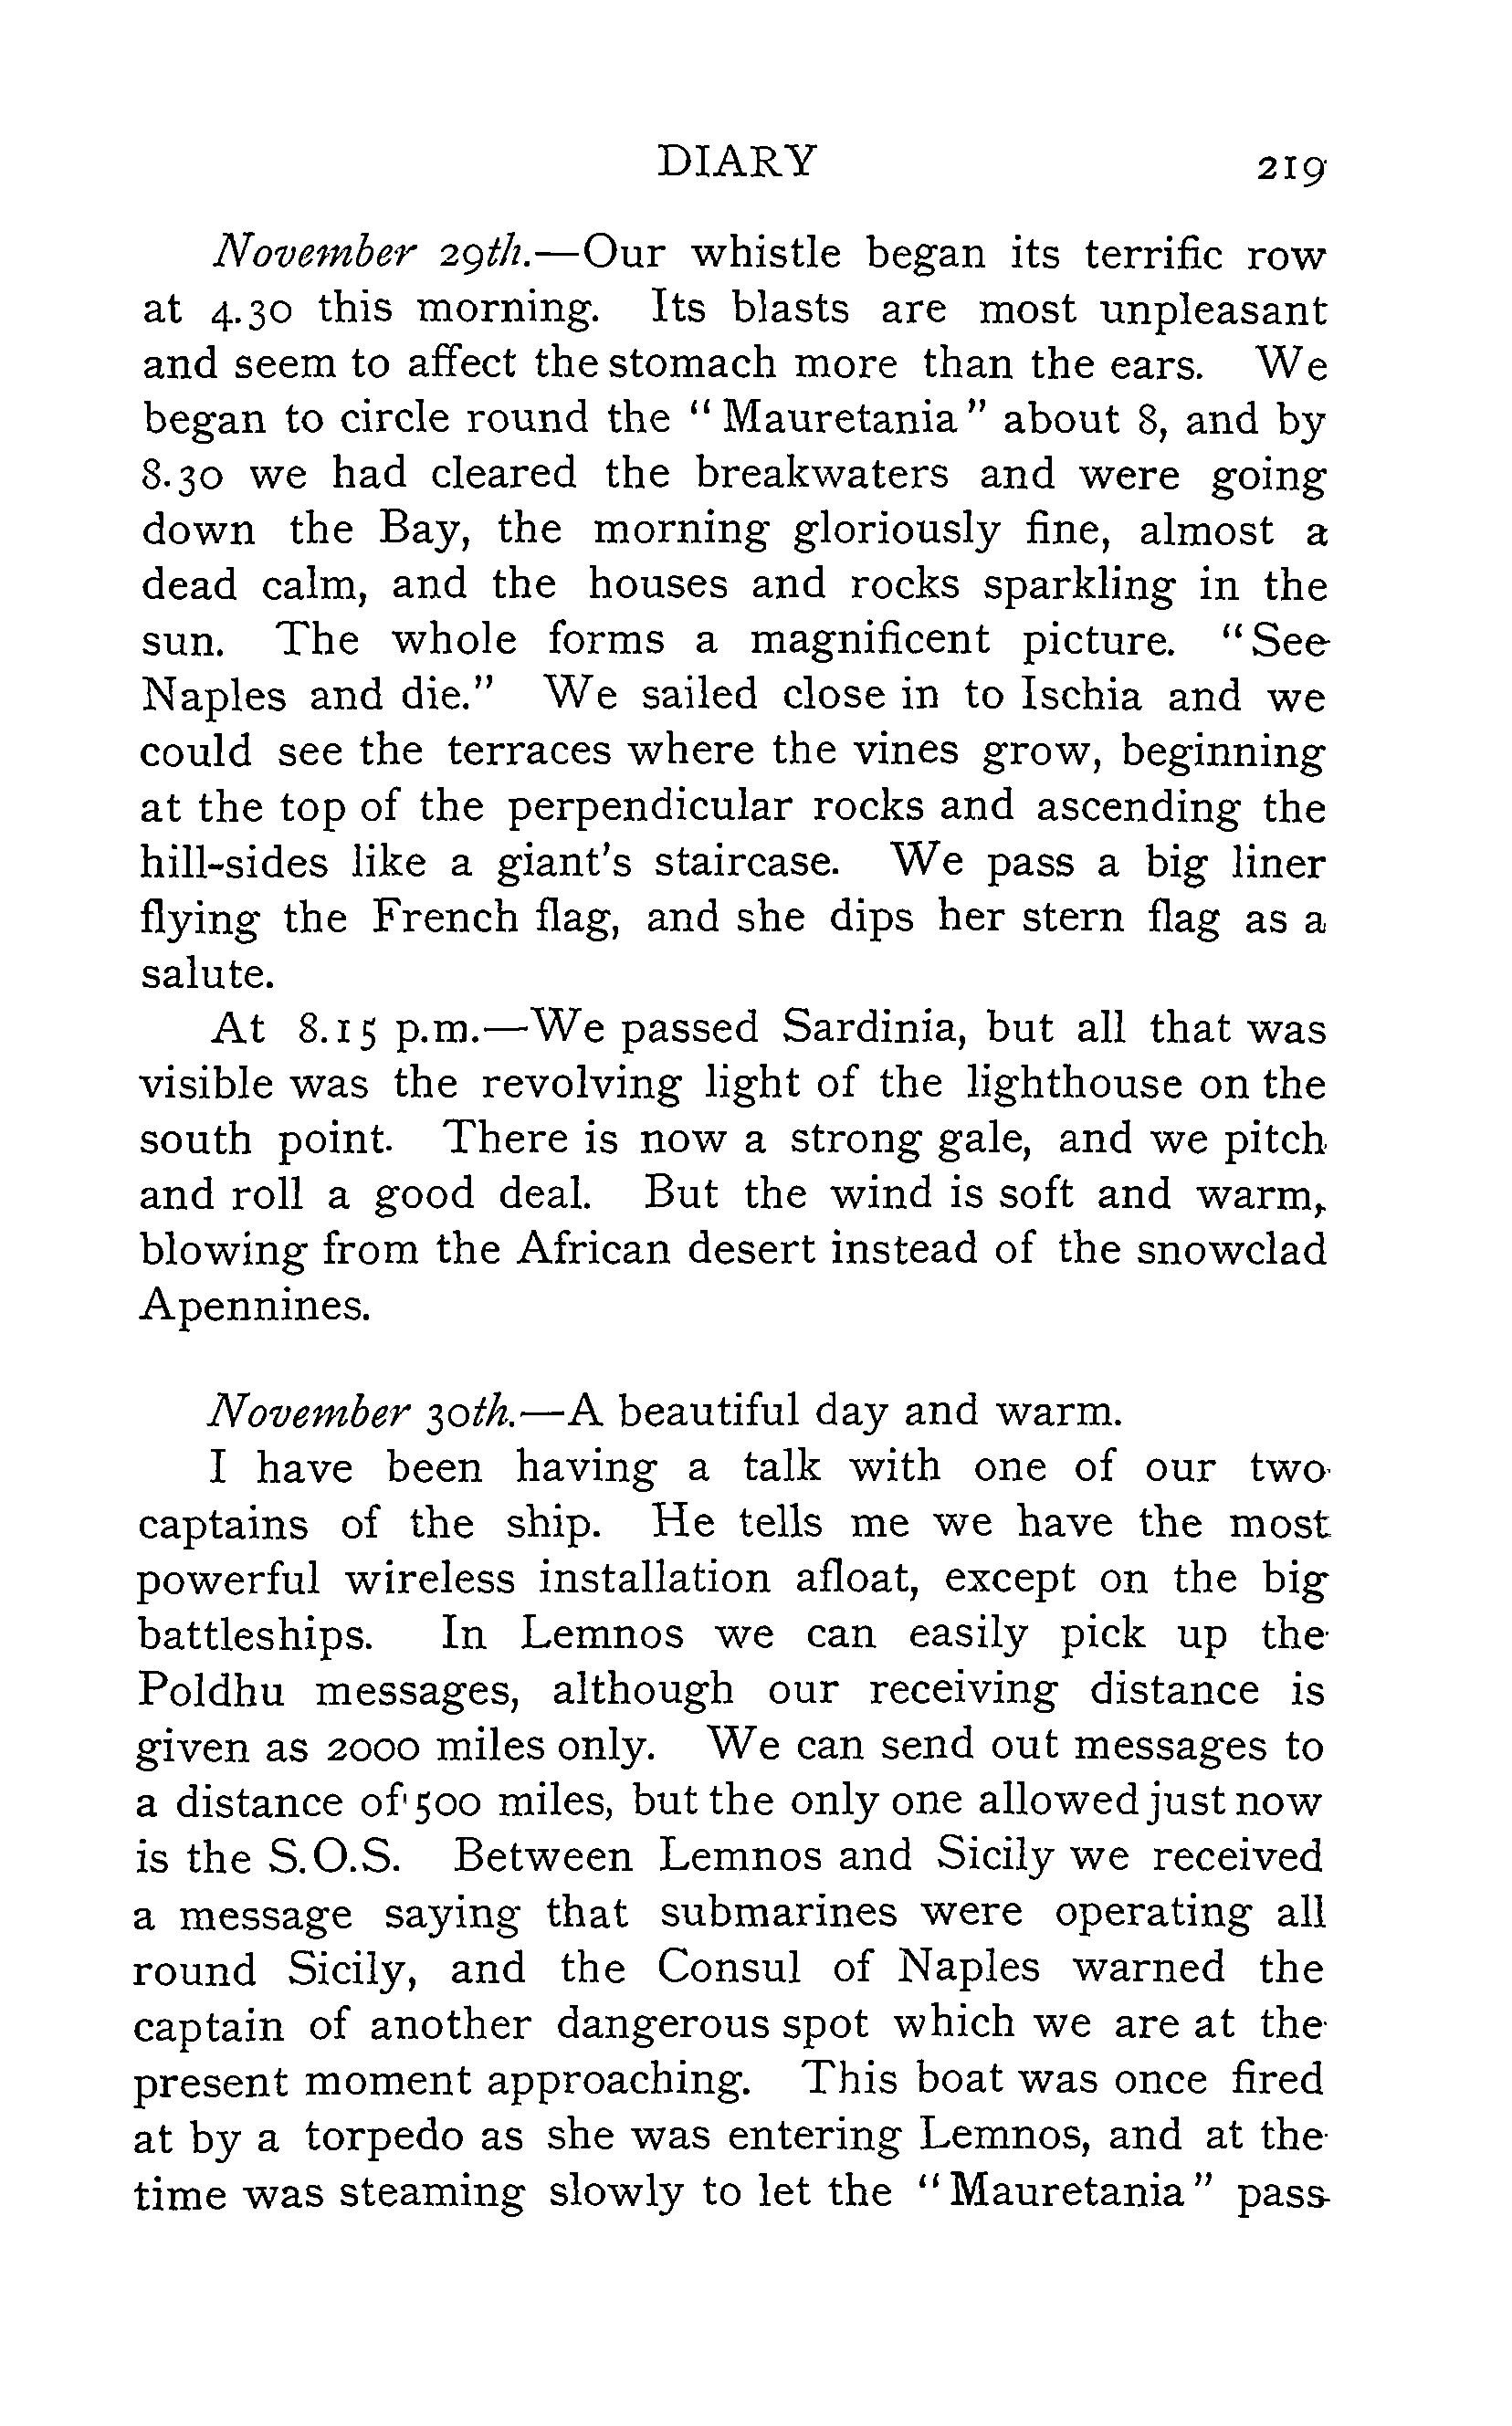 DIARY 219
November 29th.—Our whistle began its terrific row
at 4.30 this morning. Its blasts are most unpleasant
and seem to affect the stomach more than the ears. We
began to circle round the "Mauretania" about 8, and by
8.30 we had cleared the breakwaters and were going
down the Bay, the morning gloriously fine, almost a
dead calm, and the houses and rocks sparkling in the
sun. The whole forms a magnificent picture. "See
Naples and die." We sailed close in to Ischia and we
could see the terraces where the vines grow, beginning
at the top of the perpendicular rocks and ascending the
hill-sides like a giant's staircase. We pass a big liner
flying the French flag, and she dips her stern flag as a
salute.
At 8.15 p.m.—We passed Sardinia, but all that was
visible was the revolving light of the lighthouse on the
south point. There is now a strong gale, and we pitch
and roll a good deal. But the wind is soft and warm,
blowing from the African desert instead of the snowclad
Apennines.
November 30th.—A beautiful day and warm.
I have been having a talk with one of our two
captains of the ship. He tells me we have the most
powerful wireless installation afloat, except on the big
battleships. In Lemnos we can easily pick up the
Poldhu messages, although our receiving distance is
given as 2000 miles only. We can send out messages to
a distance of 500 miles, but the only one allowed just now
is the S.O.S. Between Lemnos and Sicily we received
a message saying that submarines were operating all
round Sicily, and the Consul of Naples warned the
captain of another dangerous spot which we are at the
present moment approaching. This boat was once fired
at by a torpedo as she was entering Lemnos, and at the
time was steaming slowly to let the "Mauretania" pass